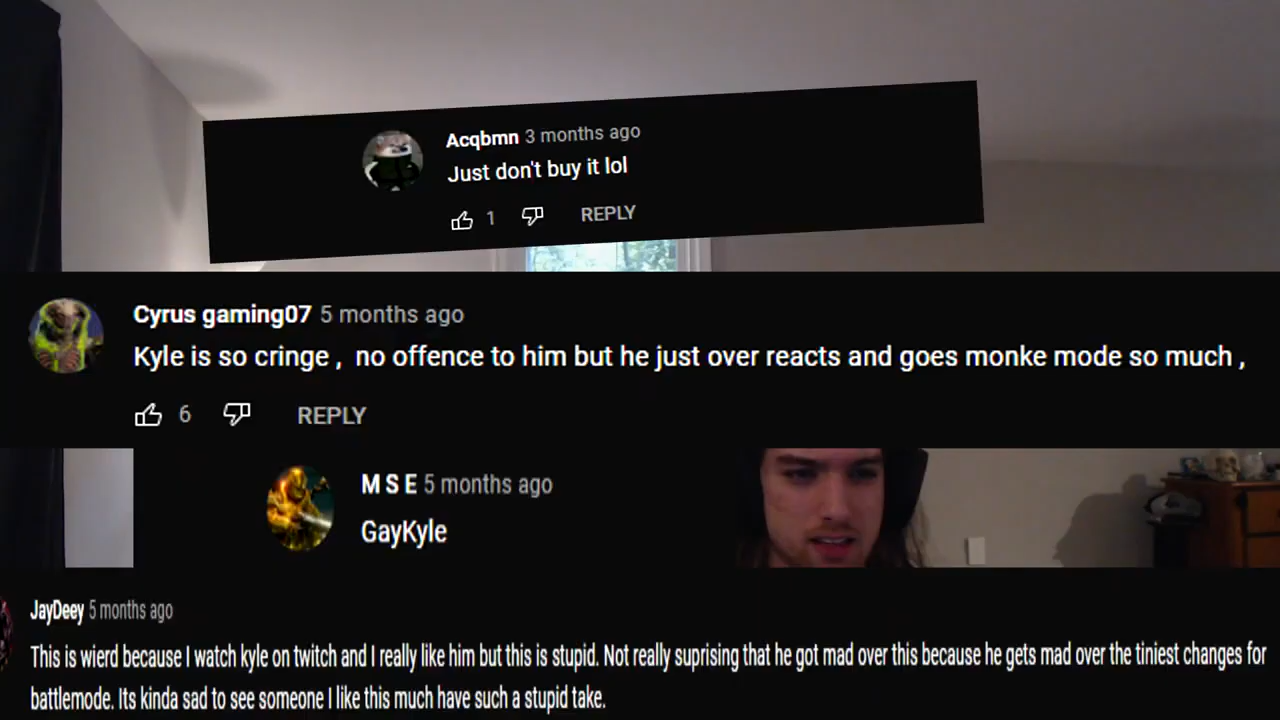 Acqbmn 3 months ago
Just don't buy it lol
1 REPLY
Cyrus gaming07 5 months ago
Kyle is so cringe , no offence to him but he just over reacts and goes monke mode so much ,
6 REPLY
M S E 5 months ago
GayKyle
JayDeey 5 months ago
This is wierd because I watch kyle on twitch and I really like him but this is stupid. Not really suprising that he got mad over this because he gets mad over the tiniest changes for
battlemode. Its kinda sad to see someone I like this much have such a stupid take.